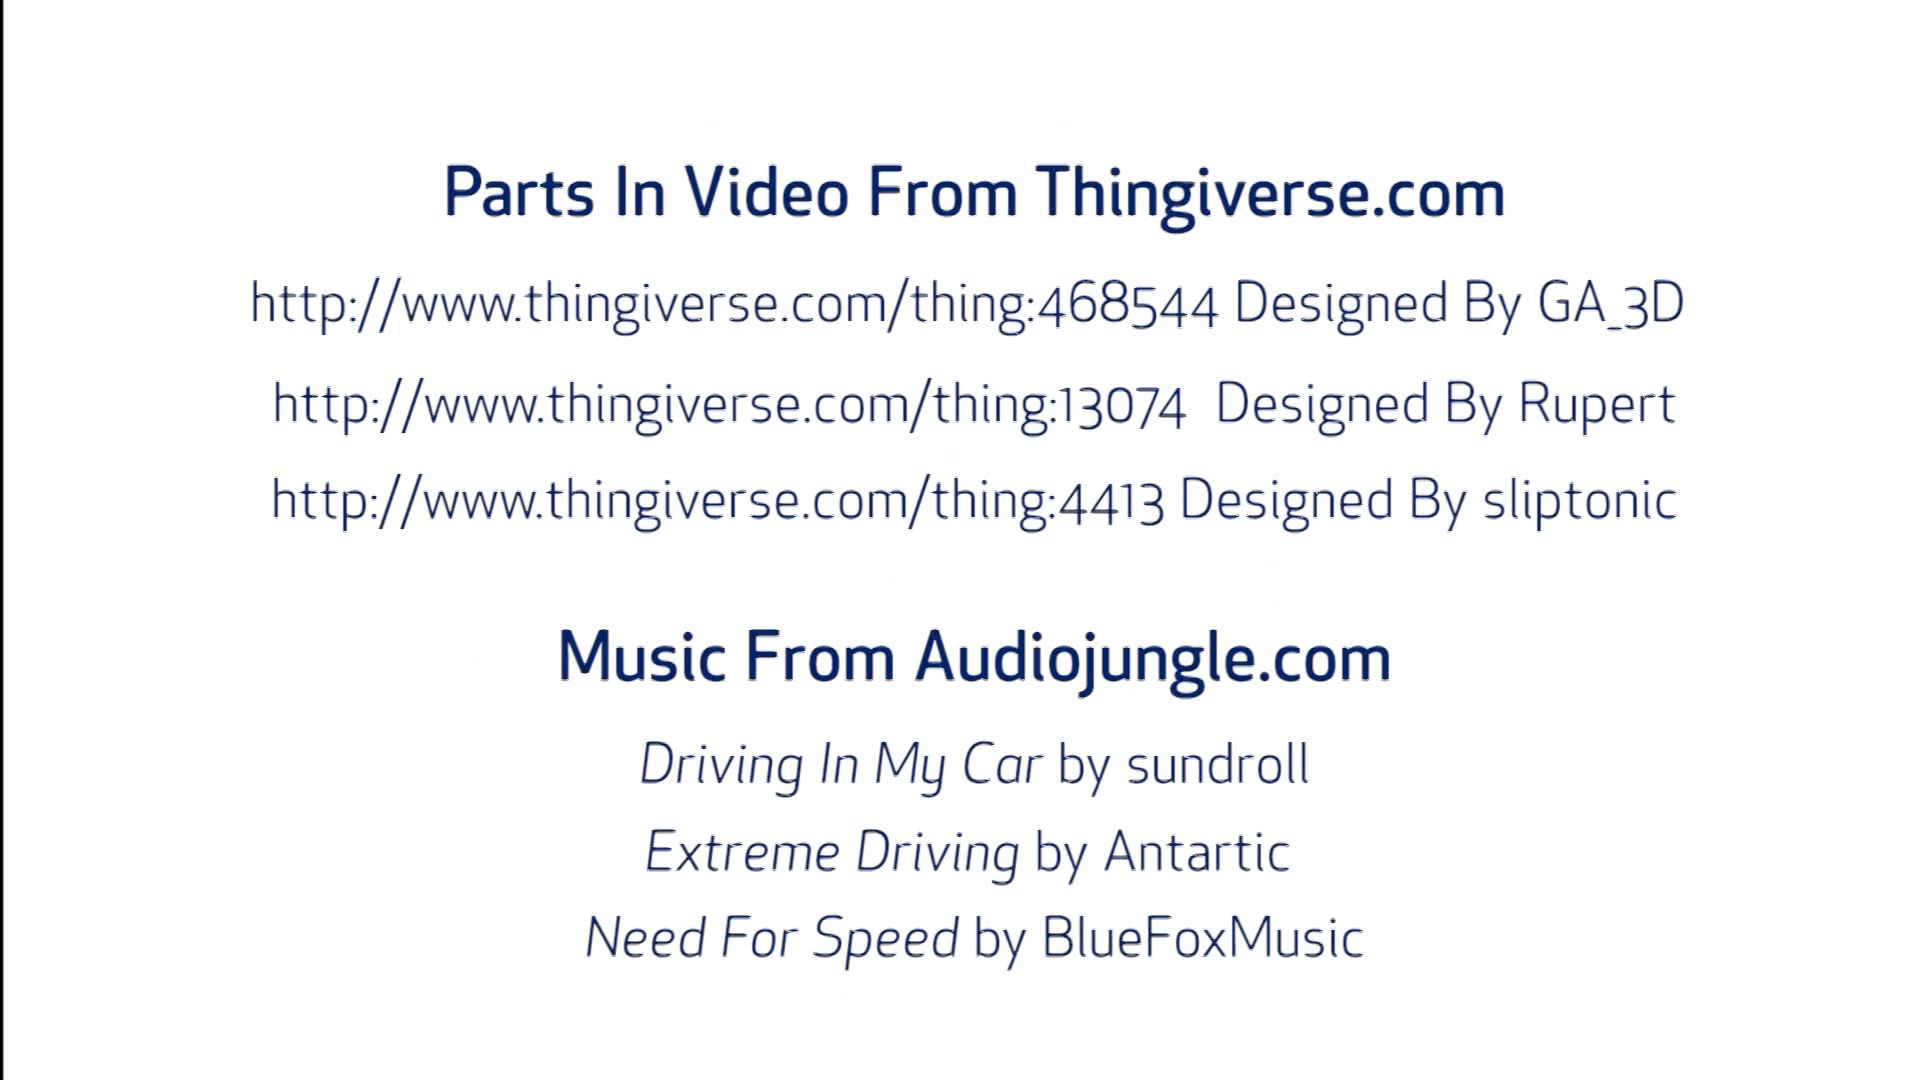 Parts In Video From Thingiverse.com
http://www.thingiverse.com/thing:468544 Designed By GA_3D
http://www.thingiverse.com/thing:13074  Designed By Rupert
http://www.thingiverse.com/thing:4413 Designed By sliptonic
Music From Audiojungle.com
Driving In My Car by sundroll
Extreme Driving by Antartic
Need For Speed by BlueFoxMusic